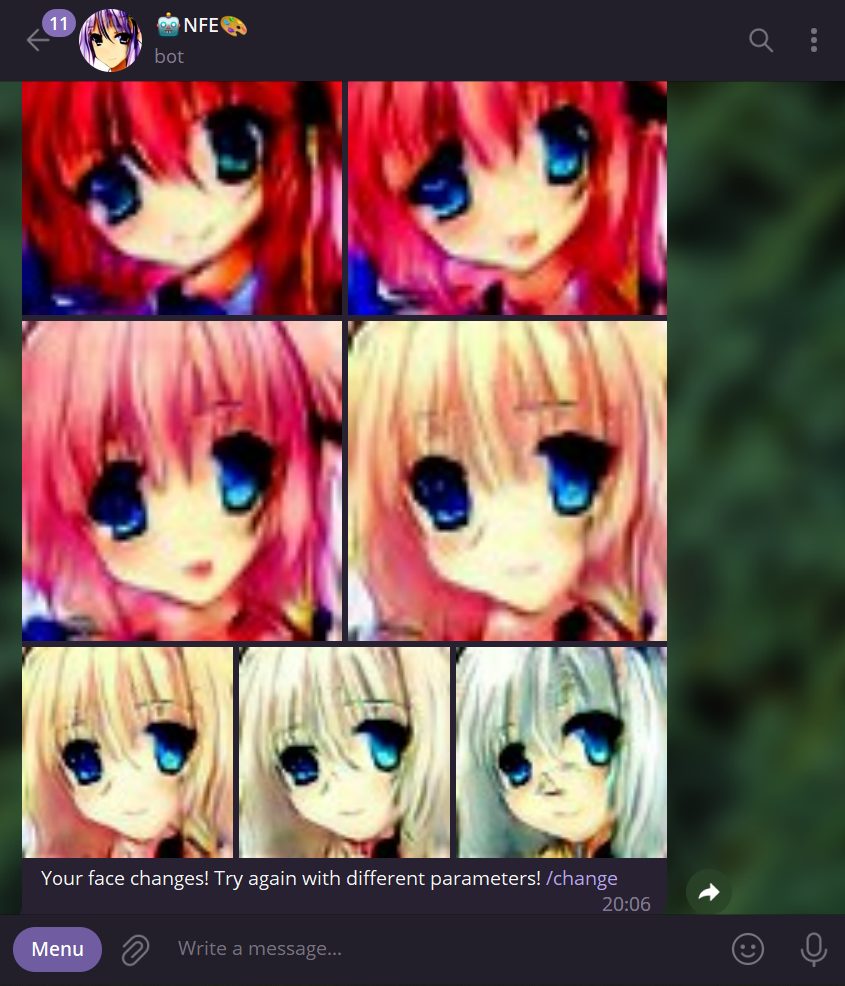 11
🤖NFE🎨
bot
Your face changes! Try again with different parameters! /change
20:06
Menu
Write a message...